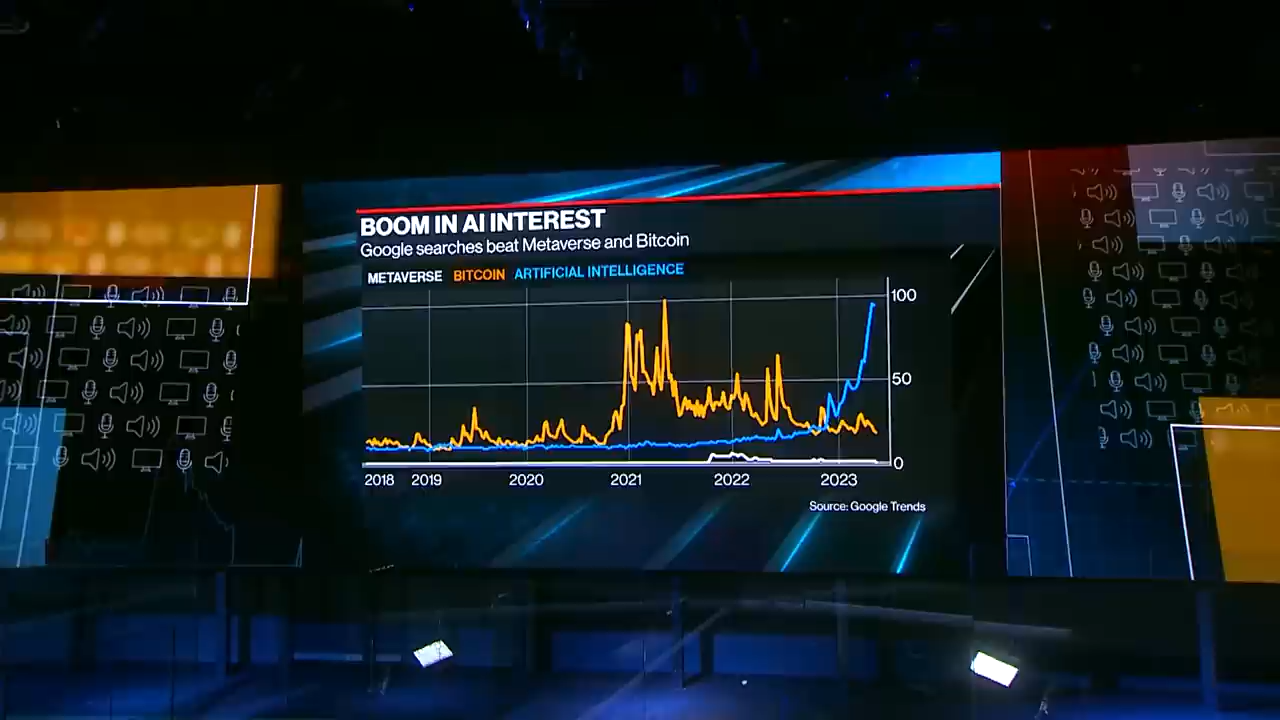 BOOM IN AI INTEREST
Google searches beat Metaverse and Bitcoin
METAVERSE BITCOIN ARTIFICIAL INTELLIGENCE
100
50
0
2018 2019 2020 2021 2022 2023
Source: Google Trends